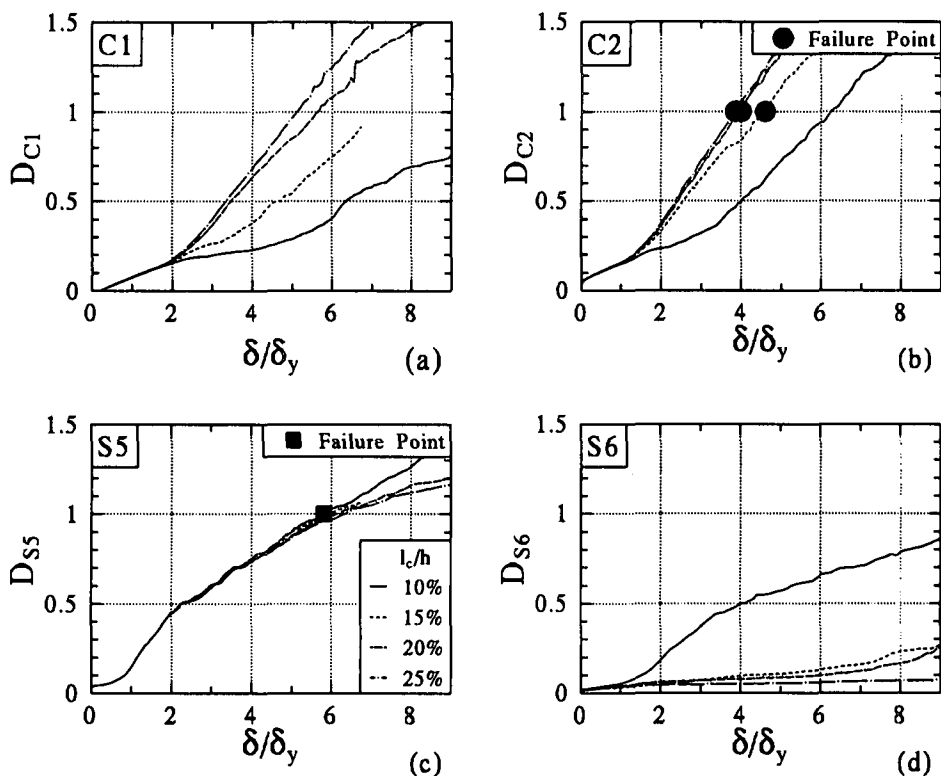 1.5
C1
1
D_C1
0.5
0
0 2 4 6 8
δ/δ_y
(a)
1.5
C2
● Failure Point
1
D_C2
0.5
0
0 2 4 6 8
δ/δ_y
(b)
1.5
S5
■ Failure Point
1
D_S5
0.5
0
l_c/h
10%
15%
20%
25%
0 2 4 6 8
δ/δ_y
(c)
1.5
S6
1
D_S6
0.5
0
0 2 4 6 8
δ/δ_y
(d)